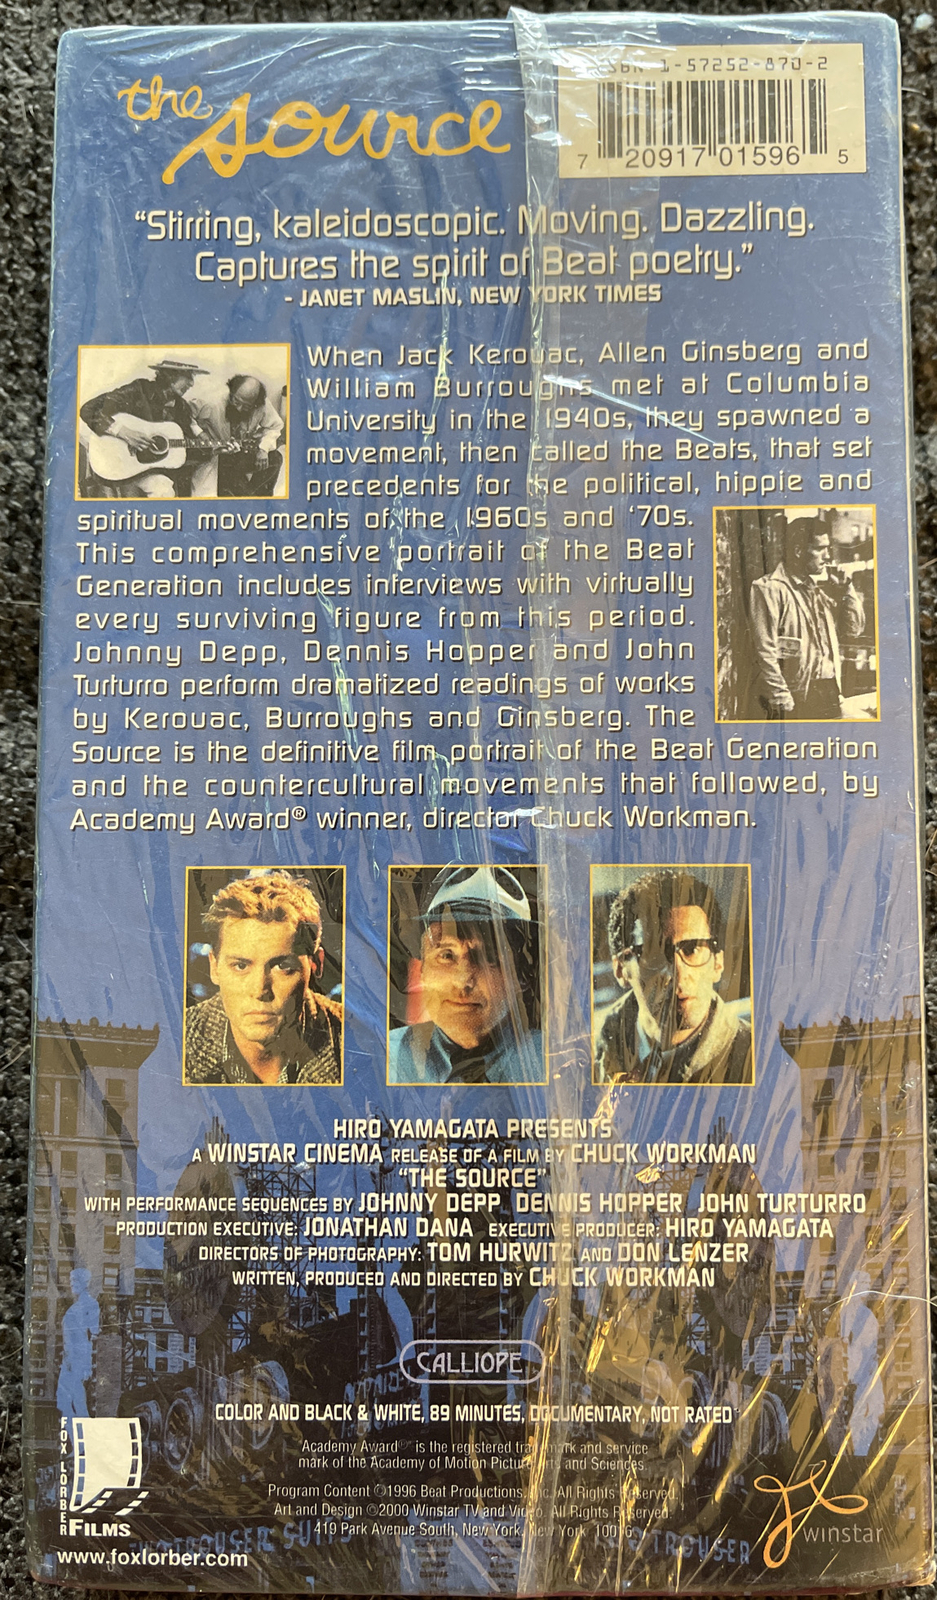 the source
ISBN 1-57252-870-2
7 20917 01596 5
“Stirring, kaleidoscopic. Moving. Dazzling.
Captures the spirit of Beat poetry.”
- JANET MASLIN, NEW YORK TIMES
When Jack Kerouac, Allen Ginsberg and
William Burroughs met at Columbia
University in the 1940s, they spawned a
movement, then called the Beats, that set
precedents for the political, hippie and
spiritual movements of the 1960s and ‘70s.
This comprehensive portrait of the Beat
Generation includes interviews with virtually
every surviving figure from this period.
Johnny Depp, Dennis Hopper and John
Turturro perform dramatized readings of works
by Kerouac, Burroughs and Ginsberg. The
Source is the definitive film portrait of the Beat Generation
and the countercultural movements that followed, by
Academy Award® winner, director Chuck Workman.
HIRO YAMAGATA PRESENTS
A WINSTAR CINEMA RELEASE OF A FILM BY CHUCK WORKMAN
“THE SOURCE”
WITH PERFORMANCE SEQUENCES BY JOHNNY DEPP DENNIS HOPPER JOHN TURTURRO
PRODUCTION EXECUTIVE: JONATHAN DANA EXECUTIVE PRODUCER: HIRO YAMAGATA
DIRECTORS OF PHOTOGRAPHY: TOM HURWITZ AND DON LENZER
WRITTEN, PRODUCED AND DIRECTED BY CHUCK WORKMAN
CALLIOPE
COLOR AND BLACK & WHITE, 89 MINUTES, DOCUMENTARY, NOT RATED
Academy Award® is the registered trademark and service
mark of the Academy of Motion Picture Arts and Sciences.
Program Content ©1996 Beat Productions, Inc. All Rights Reserved.
Art and Design ©2000 Winstar TV and Video. All Rights Reserved.
419 Park Avenue South, New York, New York 10016
FOX LORBER
FILMS
www.foxlorber.com
winstar
TROUSER SUITS
TROUSER